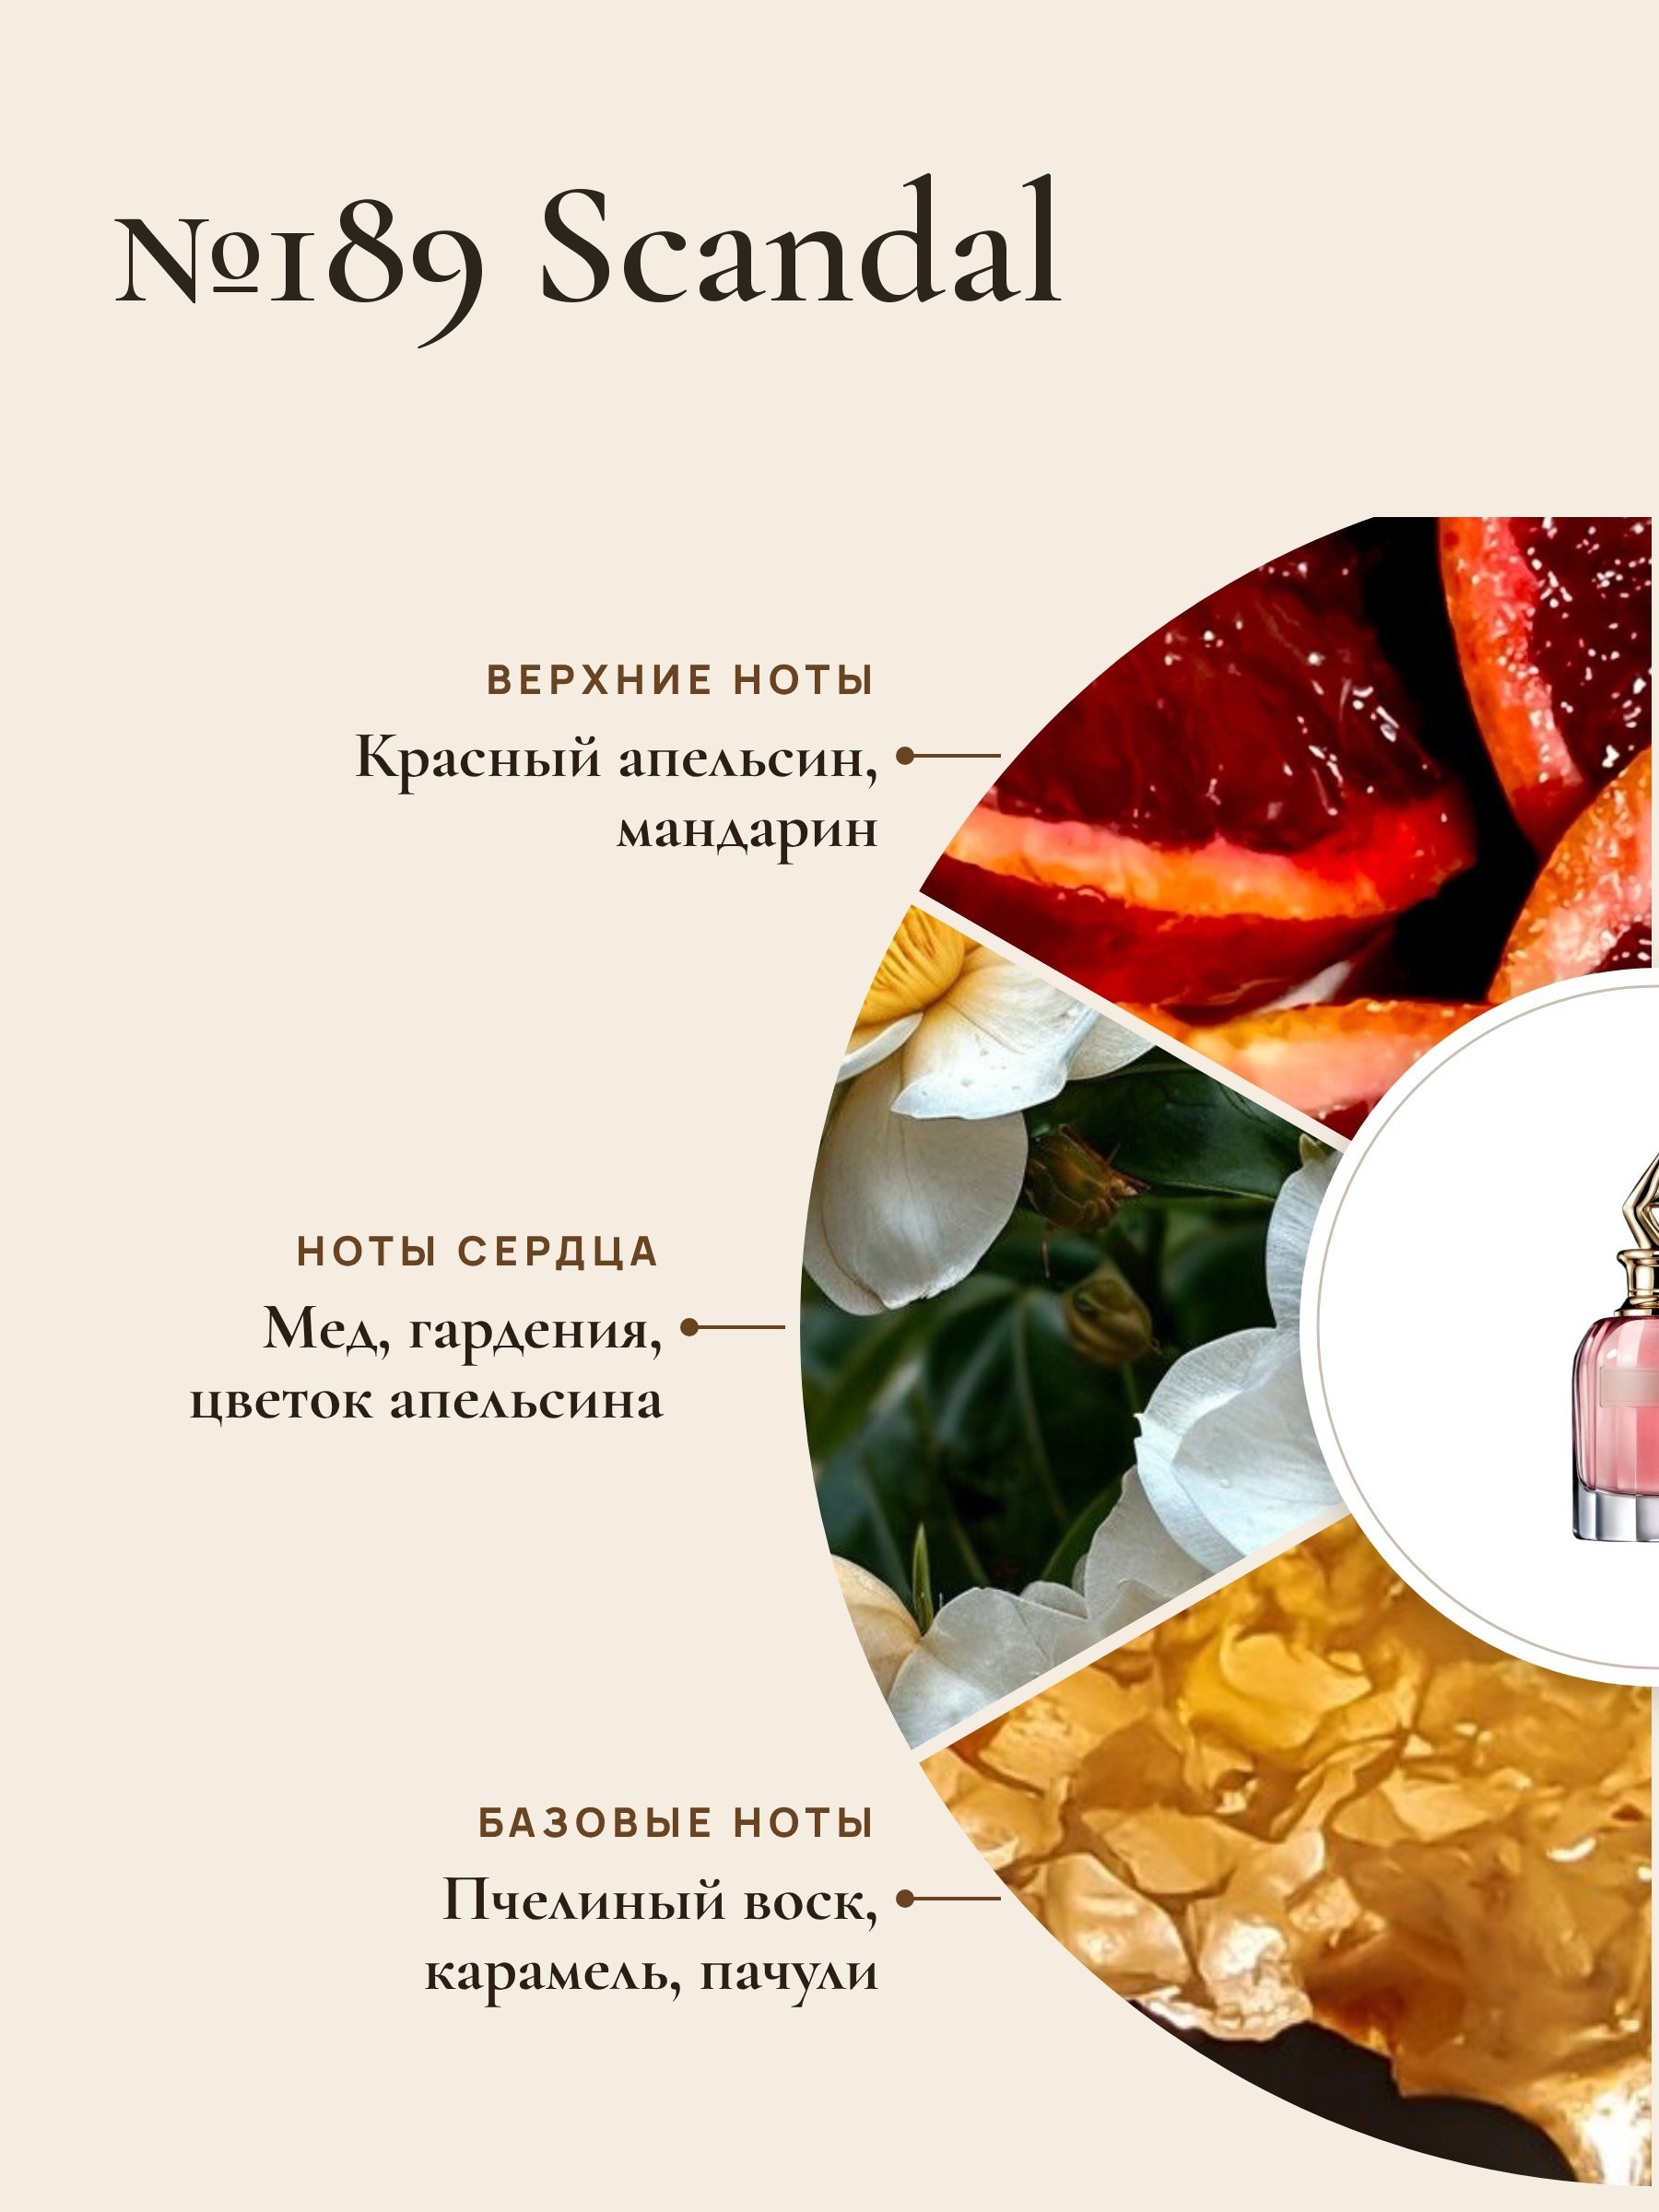 №189 Scandal
ВЕРХНИЕ НОТЫ
Красный апельсин,
мандарин
НОТЫ СЕРДЦА
Мед, гардения,
цветок апельсина
БАЗОВЫЕ НОТЫ
Пчелиный воск,
карамель, пачули